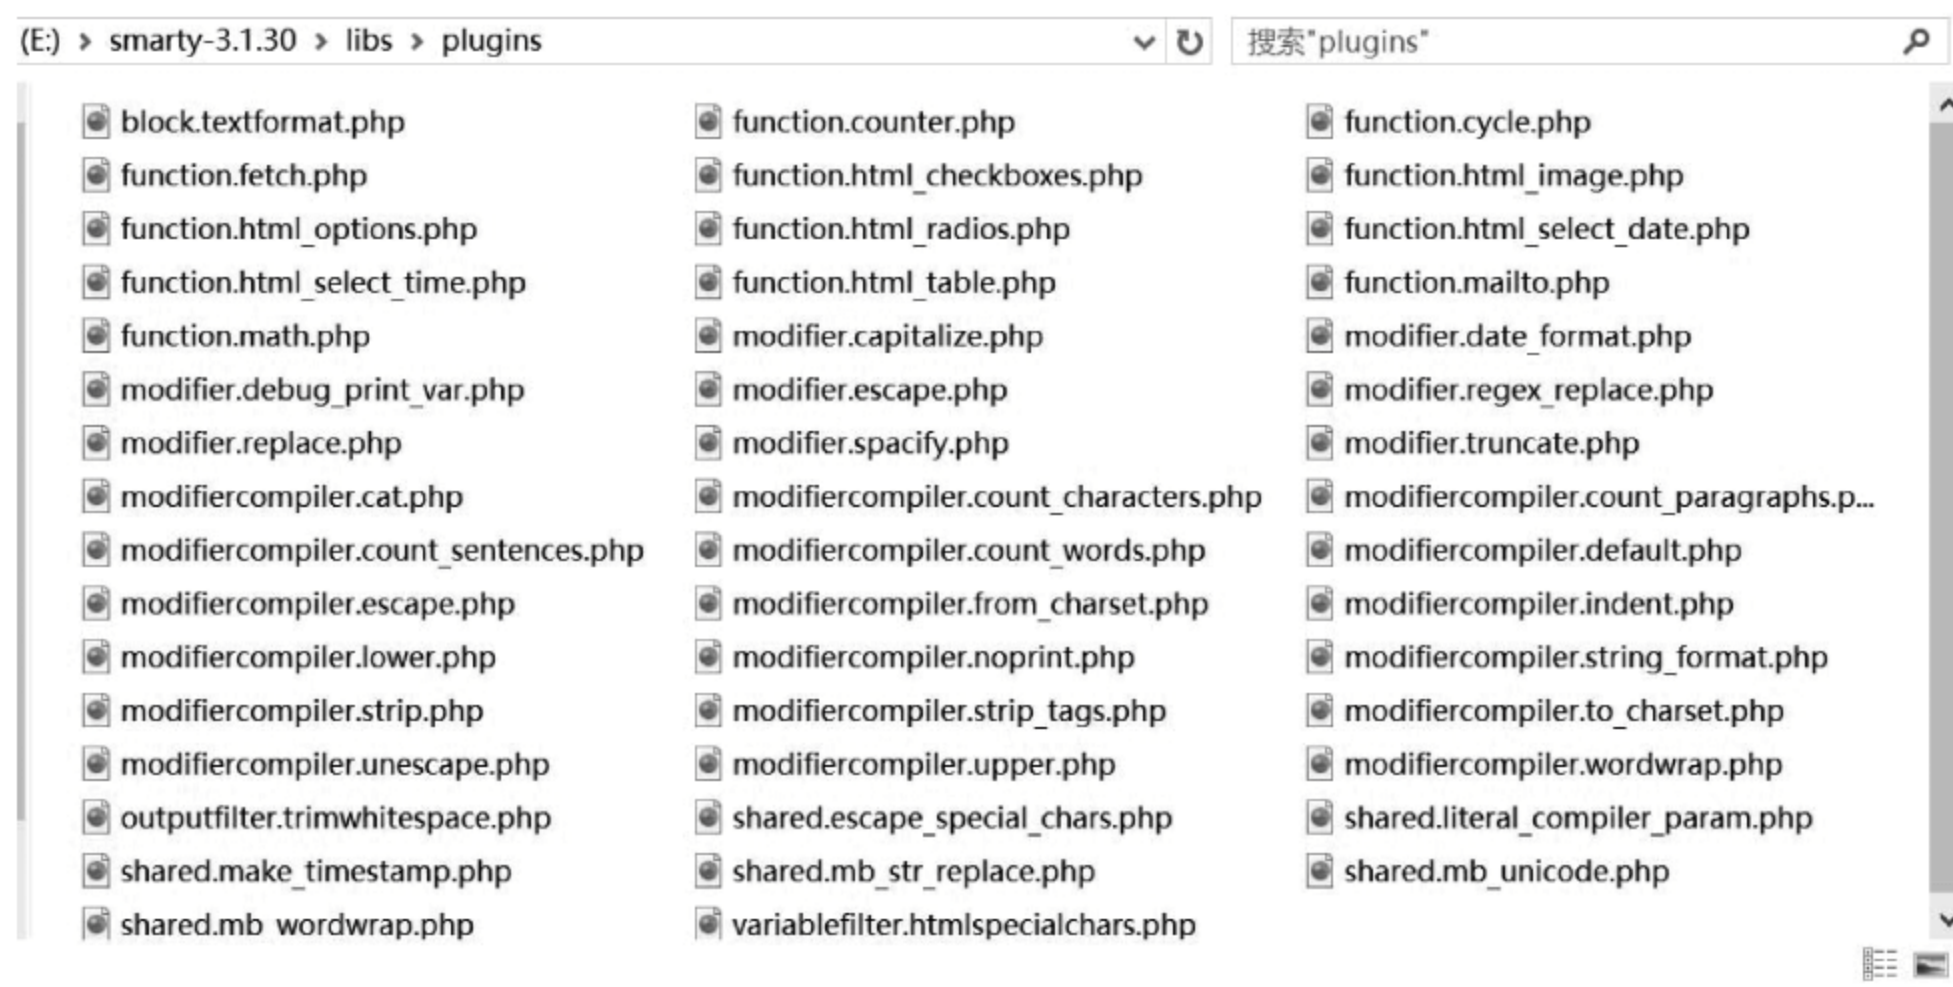 (E:) > smarty-3.1.30 > libs > plugins 搜索"plugins"
block.textformat.php function.counter.php function.cycle.php
function.fetch.php function.html_checkboxes.php function.html_image.php
function.html_options.php function.html_radios.php function.html_select_date.php
function.html_select_time.php function.html_table.php function.mailto.php
function.math.php modifier.capitalize.php modifier.date_format.php
modifier.debug_print_var.php modifier.escape.php modifier.regex_replace.php
modifier.replace.php modifier.spacify.php modifier.truncate.php
modifiercompiler.cat.php modifiercompiler.count_characters.php modifiercompiler.count_paragraphs.p...
modifiercompiler.count_sentences.php modifiercompiler.count_words.php modifiercompiler.default.php
modifiercompiler.escape.php modifiercompiler.from_charset.php modifiercompiler.indent.php
modifiercompiler.lower.php modifiercompiler.noprint.php modifiercompiler.string_format.php
modifiercompiler.strip.php modifiercompiler.strip_tags.php modifiercompiler.to_charset.php
modifiercompiler.unescape.php modifiercompiler.upper.php modifiercompiler.wordwrap.php
outputfilter.trimwhitespace.php shared.escape_special_chars.php shared.literal_compiler_param.php
shared.make_timestamp.php shared.mb_str_replace.php shared.mb_unicode.php
shared.mb_wordwrap.php variablefilter.htmlspecialchars.php